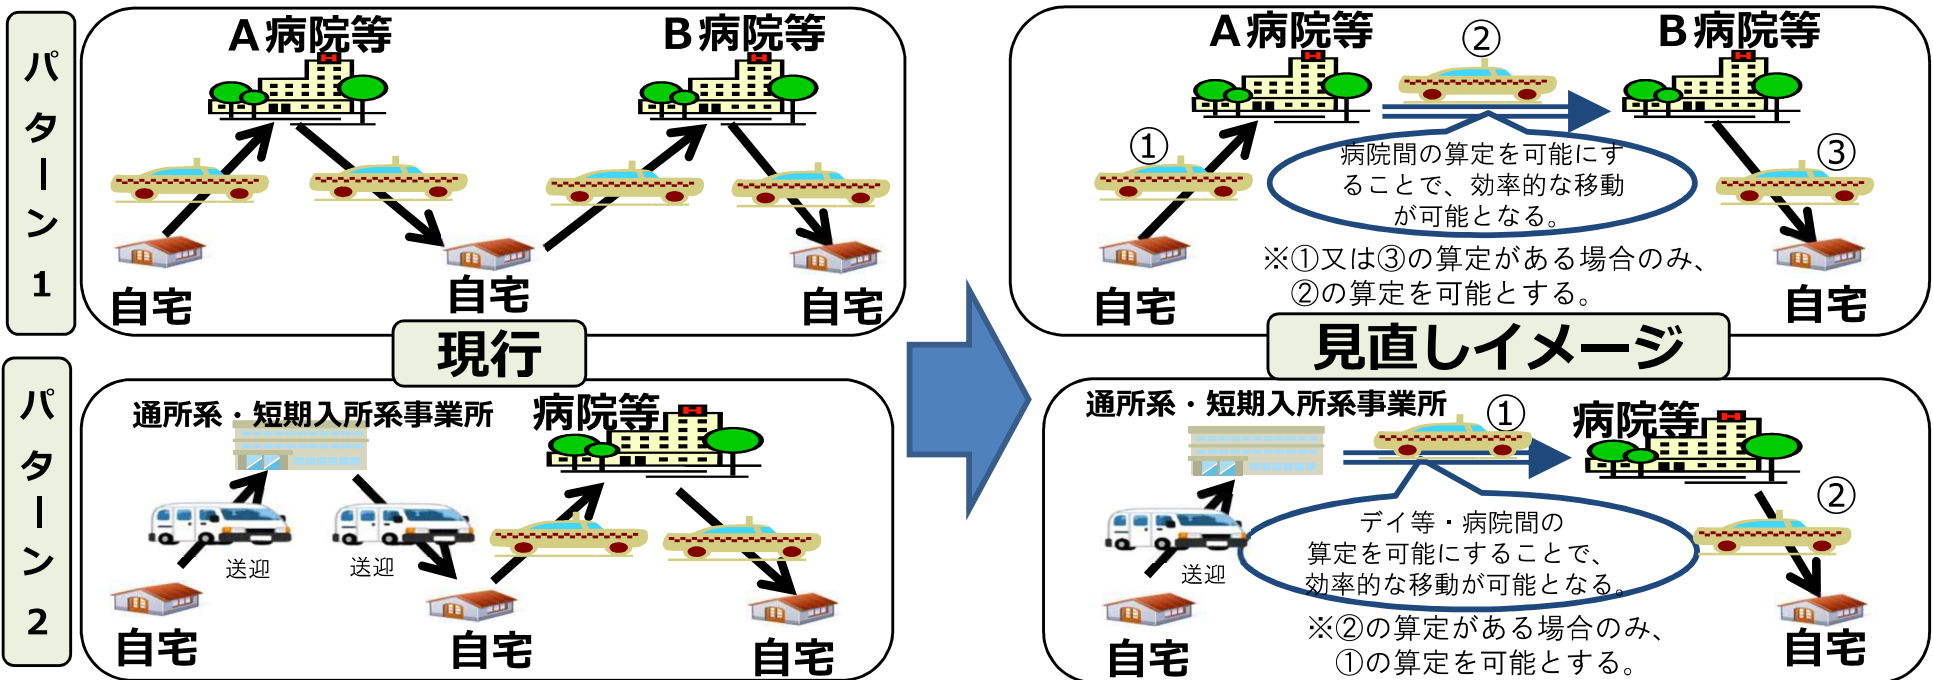 パターン1
A病院等
B病院等
自宅
自宅
自宅
現行
パターン2
通所系・短期入所系事業所
病院等
送迎
送迎
自宅
自宅
自宅
A病院等
②
B病院等
①
病院間の算定を可能にす
ることで、効率的な移動
が可能となる。
③
※①又は③の算定がある場合のみ、
②の算定を可能とする。
自宅
自宅
見直しイメージ
通所系・短期入所系事業所
①
病院等
②
デイ等・病院間の
算定を可能にすることで、
効率的な移動が可能となる。
送迎
※②の算定がある場合のみ、
①の算定を可能とする。
自宅
自宅